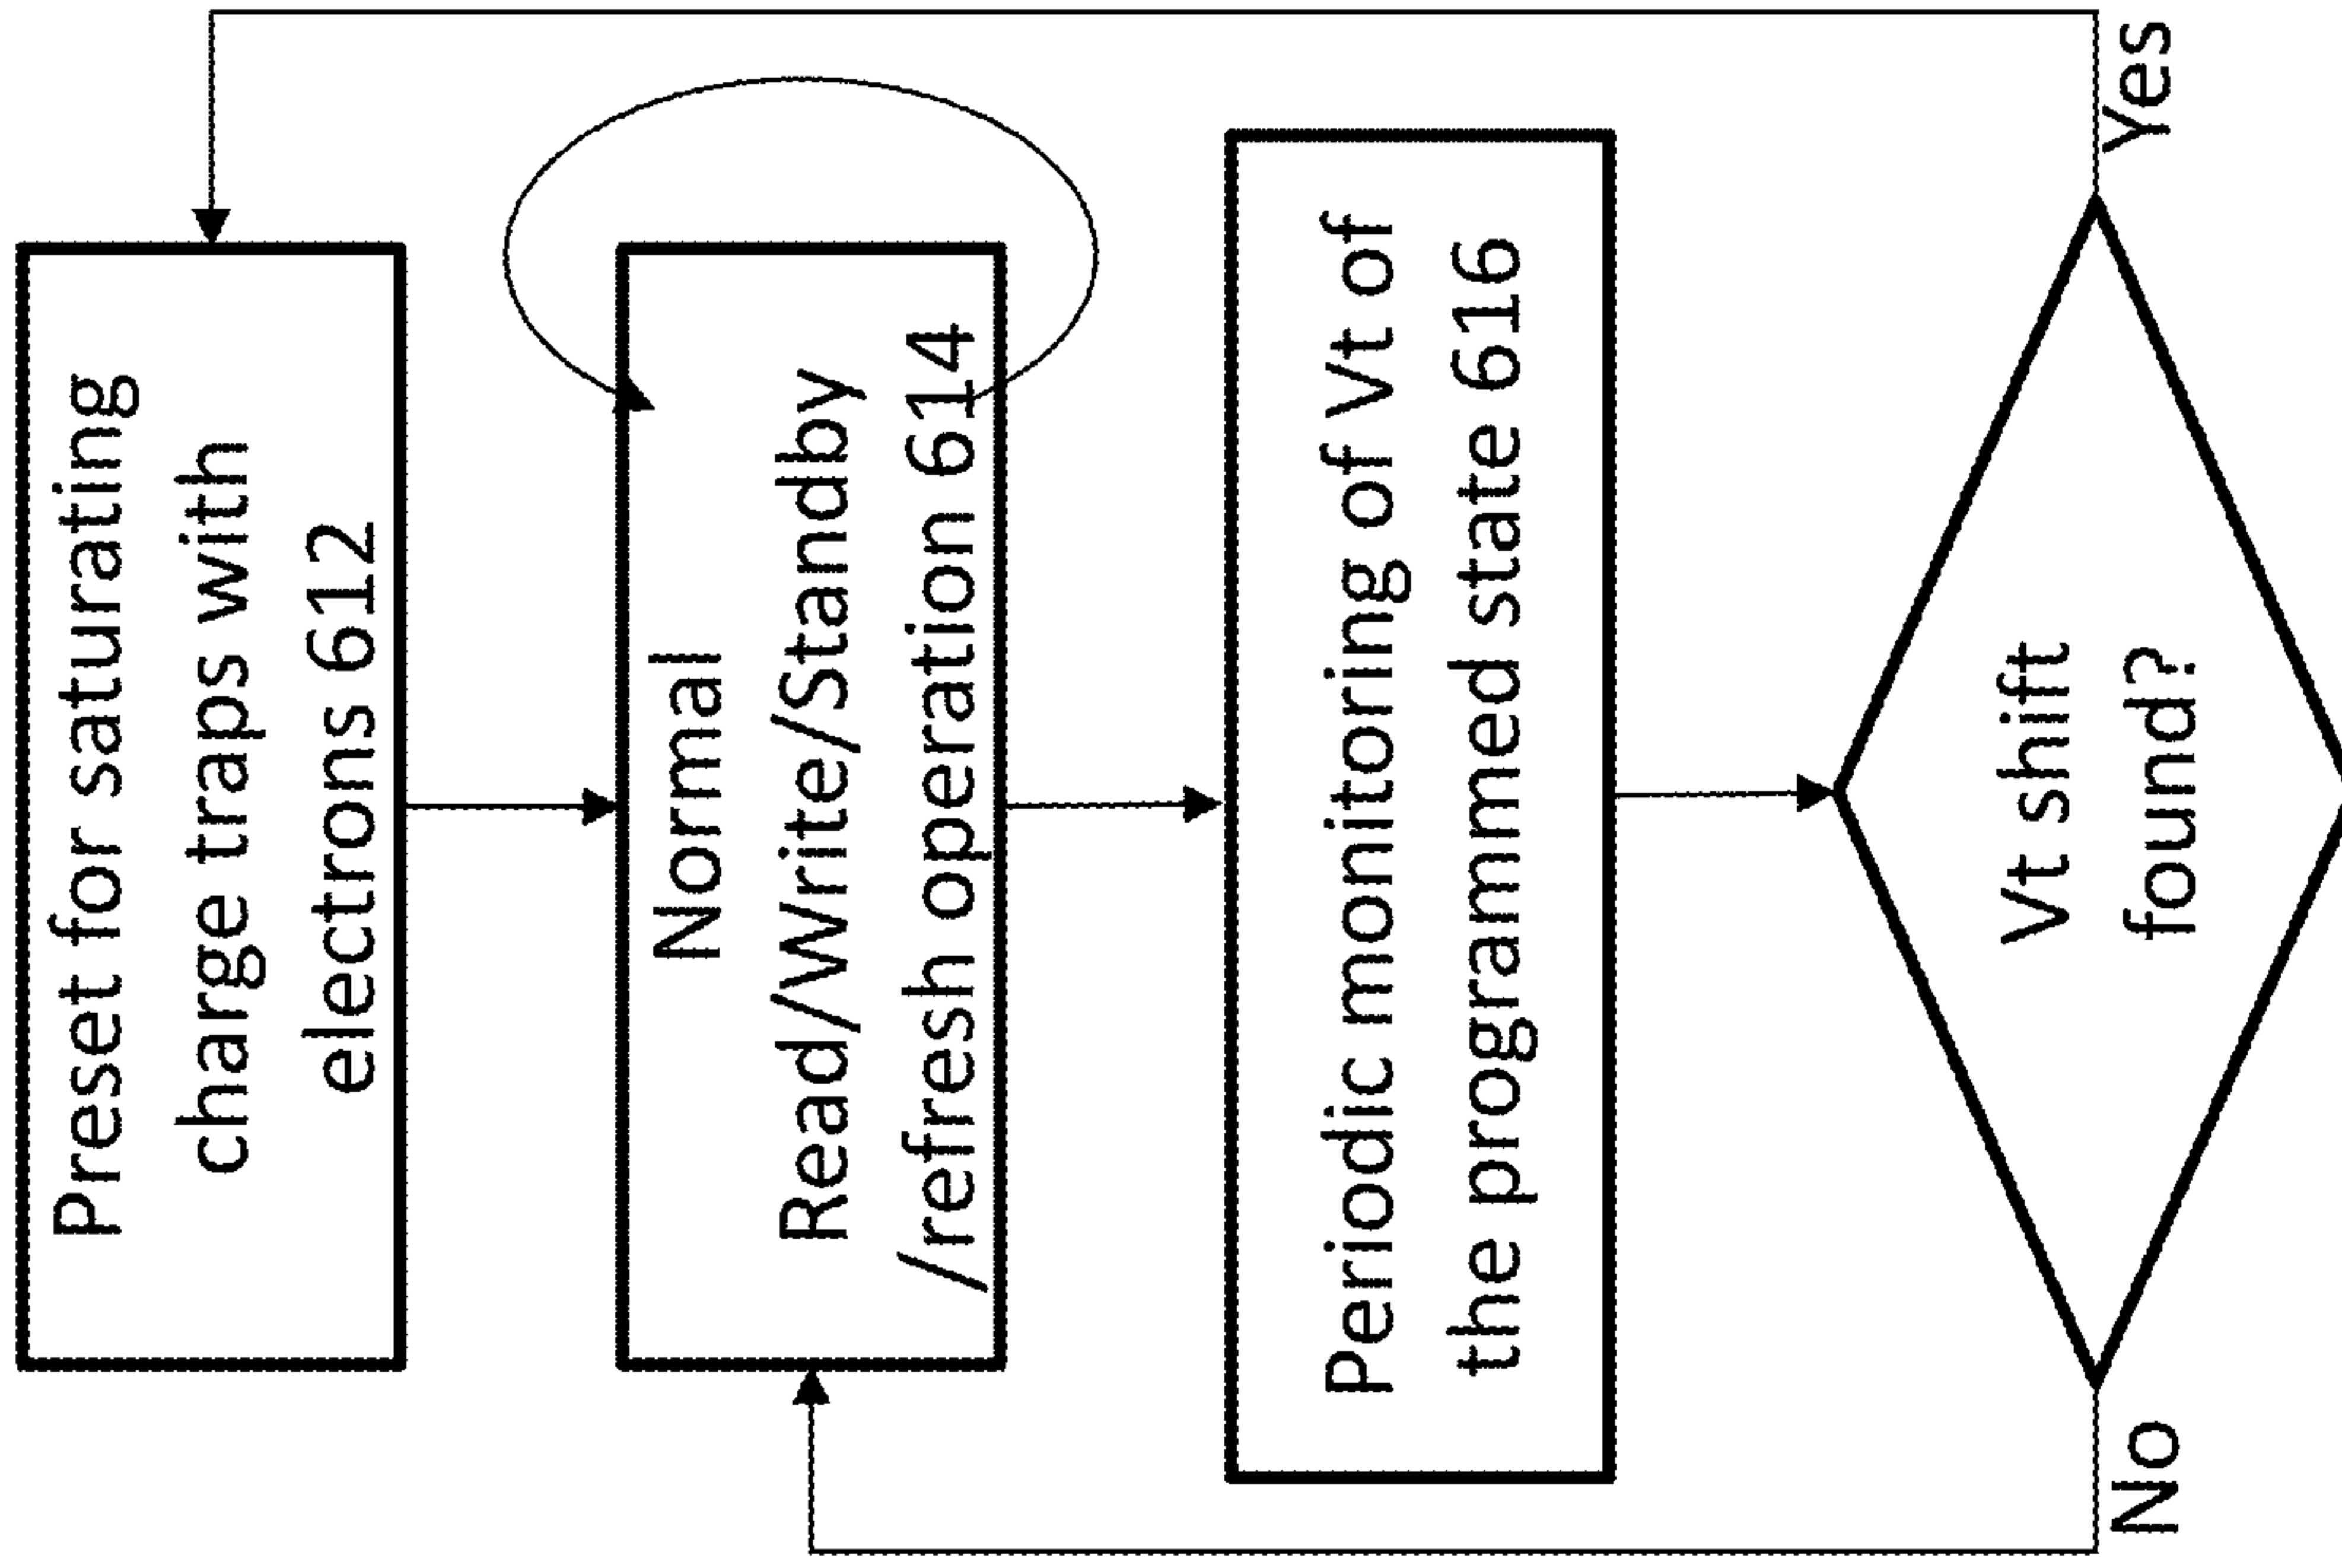 Preset for saturating
charge traps with
electrons 612
Normal
Read/Write/Standby
/refresh operation 614
Periodic monitoring of Vt of
the programmed state 616
Vt shift
found?
No
Yes